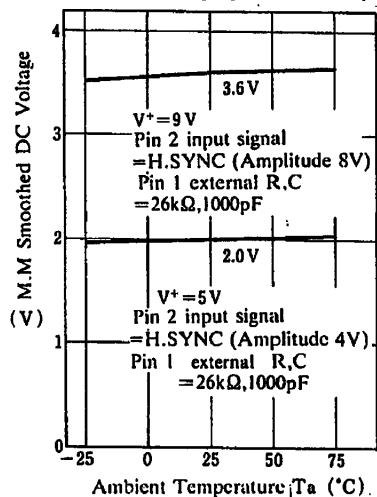 4
3
2
1
0
M.M Smoothed DC Voltage
(V)
3.6 V
V⁺=9V
Pin 2 input signal
=H.SYNC (Amplitude 8V)
Pin 1 external R,C
=26kΩ,1000pF
2.0 V
V⁺=5V
Pin 2 input signal
=H.SYNC (Amplitude 4V)
Pin 1 external R,C
=26kΩ,1000pF
−25 0 25 50 75
Ambient Temperature Ta (°C)